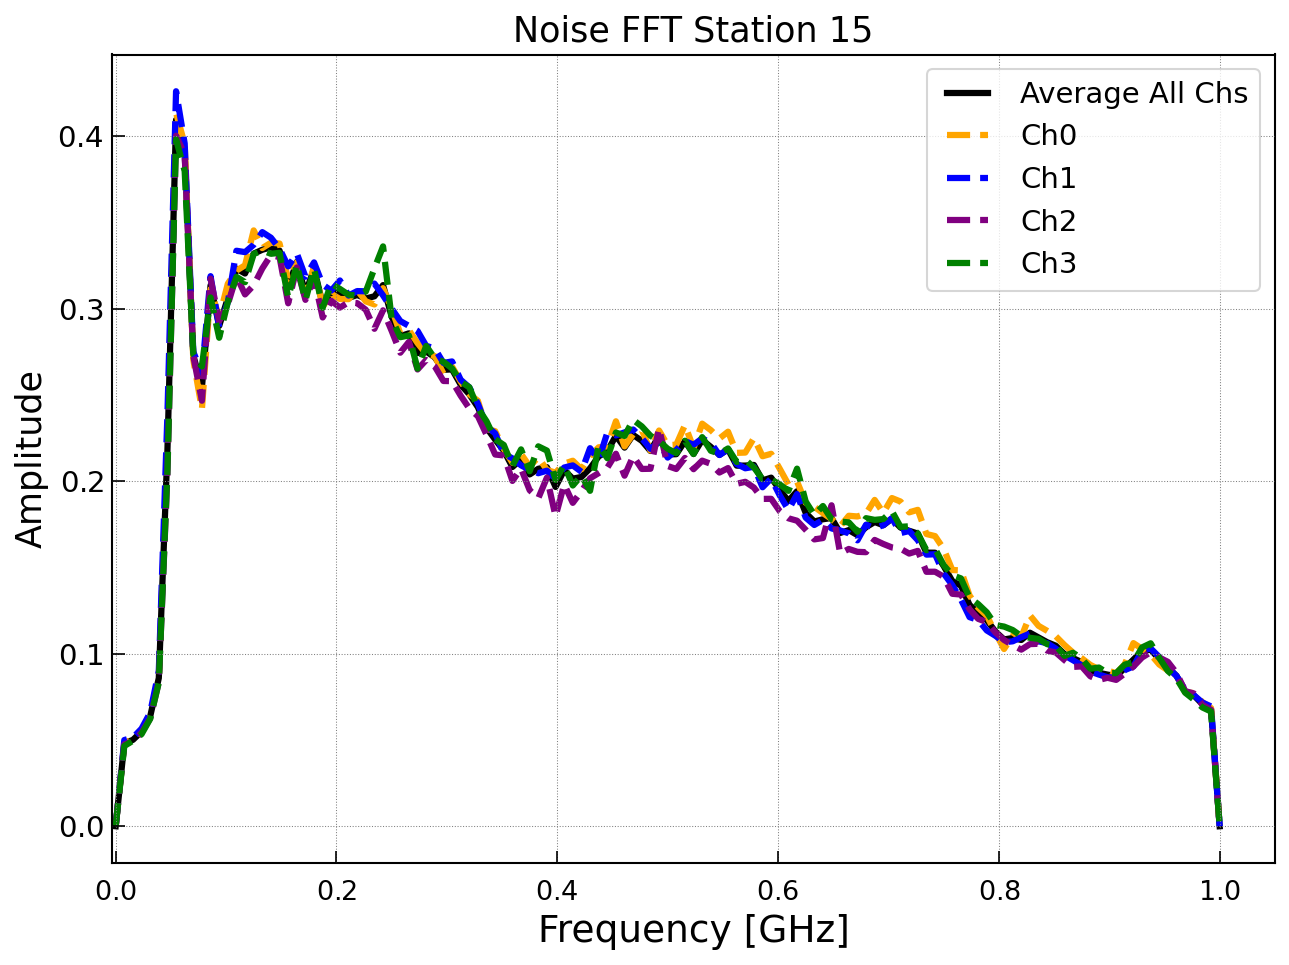 Noise FFT Station 15
Average All Chs
Ch0
Ch1
Ch2
Ch3
Amplitude
0.4
0.3
0.2
0.1
0.0
0.0 0.2 0.4 0.6 0.8 1.0
Frequency [GHz]